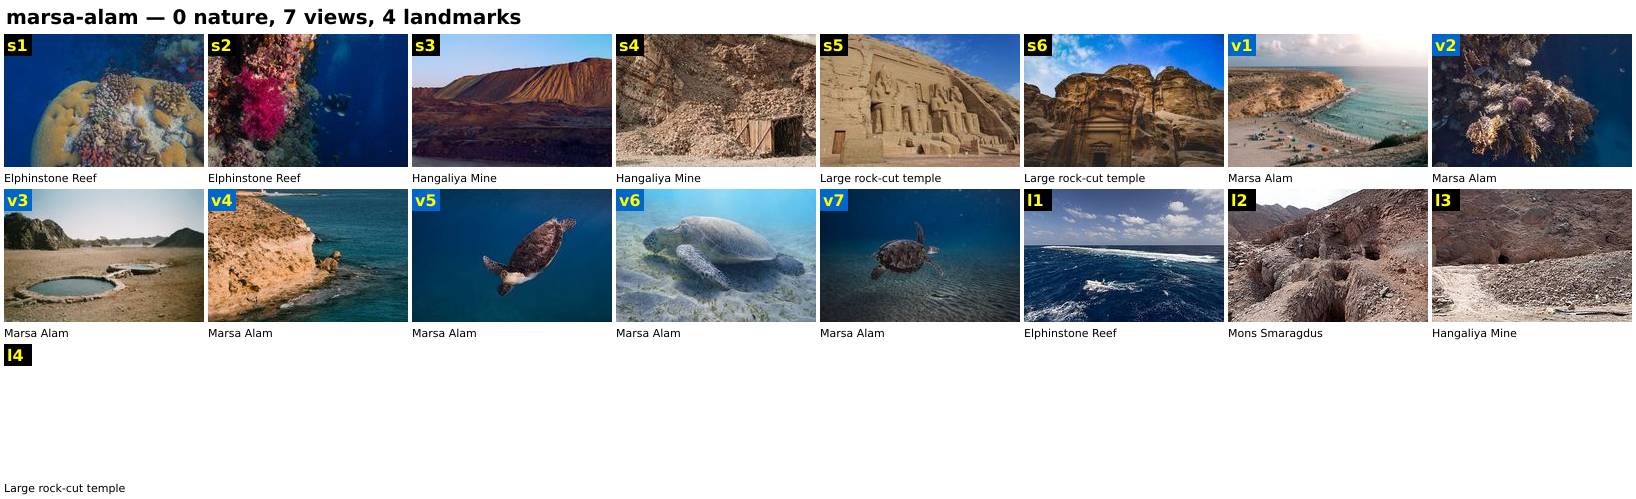 marsa-alam — 0 nature, 7 views, 4 landmarks
s1 s2 s3 s4 s5 s6 v1 v2
Elphinstone Reef Elphinstone Reef Hangaliya Mine Hangaliya Mine Large rock-cut temple Large rock-cut temple Marsa Alam Marsa Alam
v3 v4 v5 v6 v7 l1 l2 l3
Marsa Alam Marsa Alam Marsa Alam Marsa Alam Marsa Alam Elphinstone Reef Mons Smaragdus Hangaliya Mine
l4
Large rock-cut temple